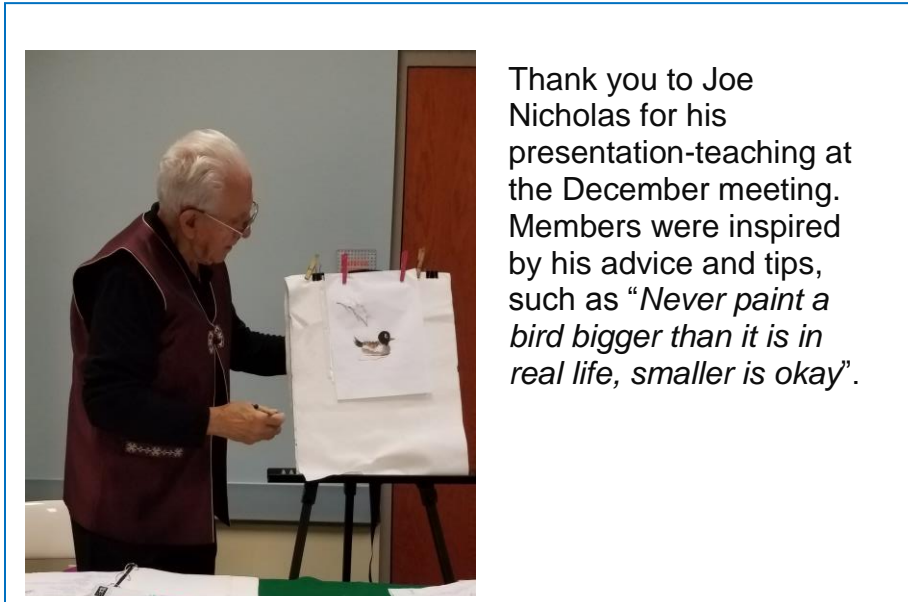 Thank you to Joe
Nicholas for his
presentation-teaching at
the December meeting.
Members were inspired
by his advice and tips,
such as “Never paint a
bird bigger than it is in
real life, smaller is okay”.